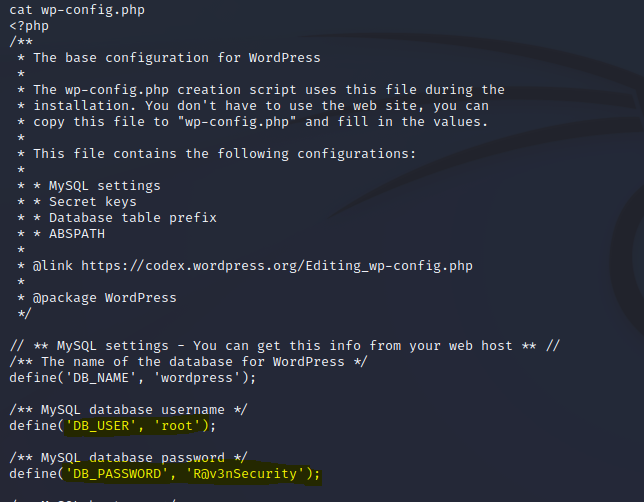 cat wp-config.php
<?php
/**
 * The base configuration for WordPress
 *
 * The wp-config.php creation script uses this file during the
 * installation. You don't have to use the web site, you can
 * copy this file to "wp-config.php" and fill in the values.
 *
 * This file contains the following configurations:
 *
 * * MySQL settings
 * * Secret keys
 * * Database table prefix
 * * ABSPATH
 *
 * @link https://codex.wordpress.org/Editing_wp-config.php
 *
 * @package WordPress
 */
// ** MySQL settings - You can get this info from your web host ** //
/** The name of the database for WordPress */
define('DB_NAME', 'wordpress');
/** MySQL database username */
define('DB_USER', 'root');
/** MySQL database password */
define('DB_PASSWORD', 'R@v3nSecurity');